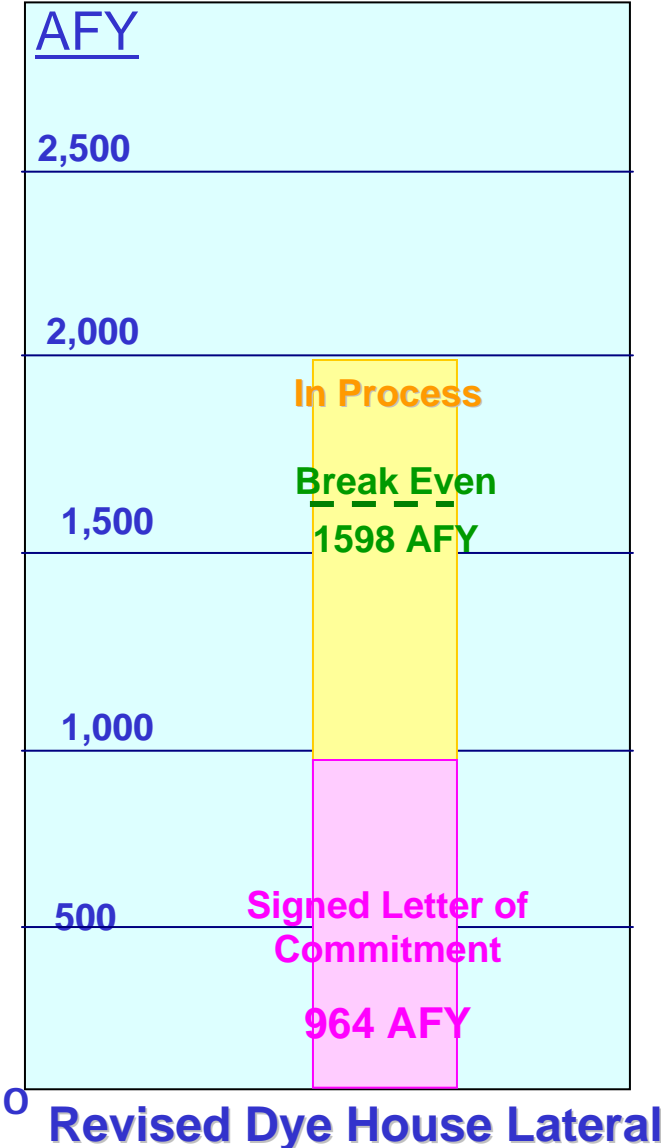 AFY
2,500
2,000
In Process
Break Even
1,500
1598 AFY
1,000
Signed Letter of
500
Commitment
964 AFY
0
Revised Dye House Lateral